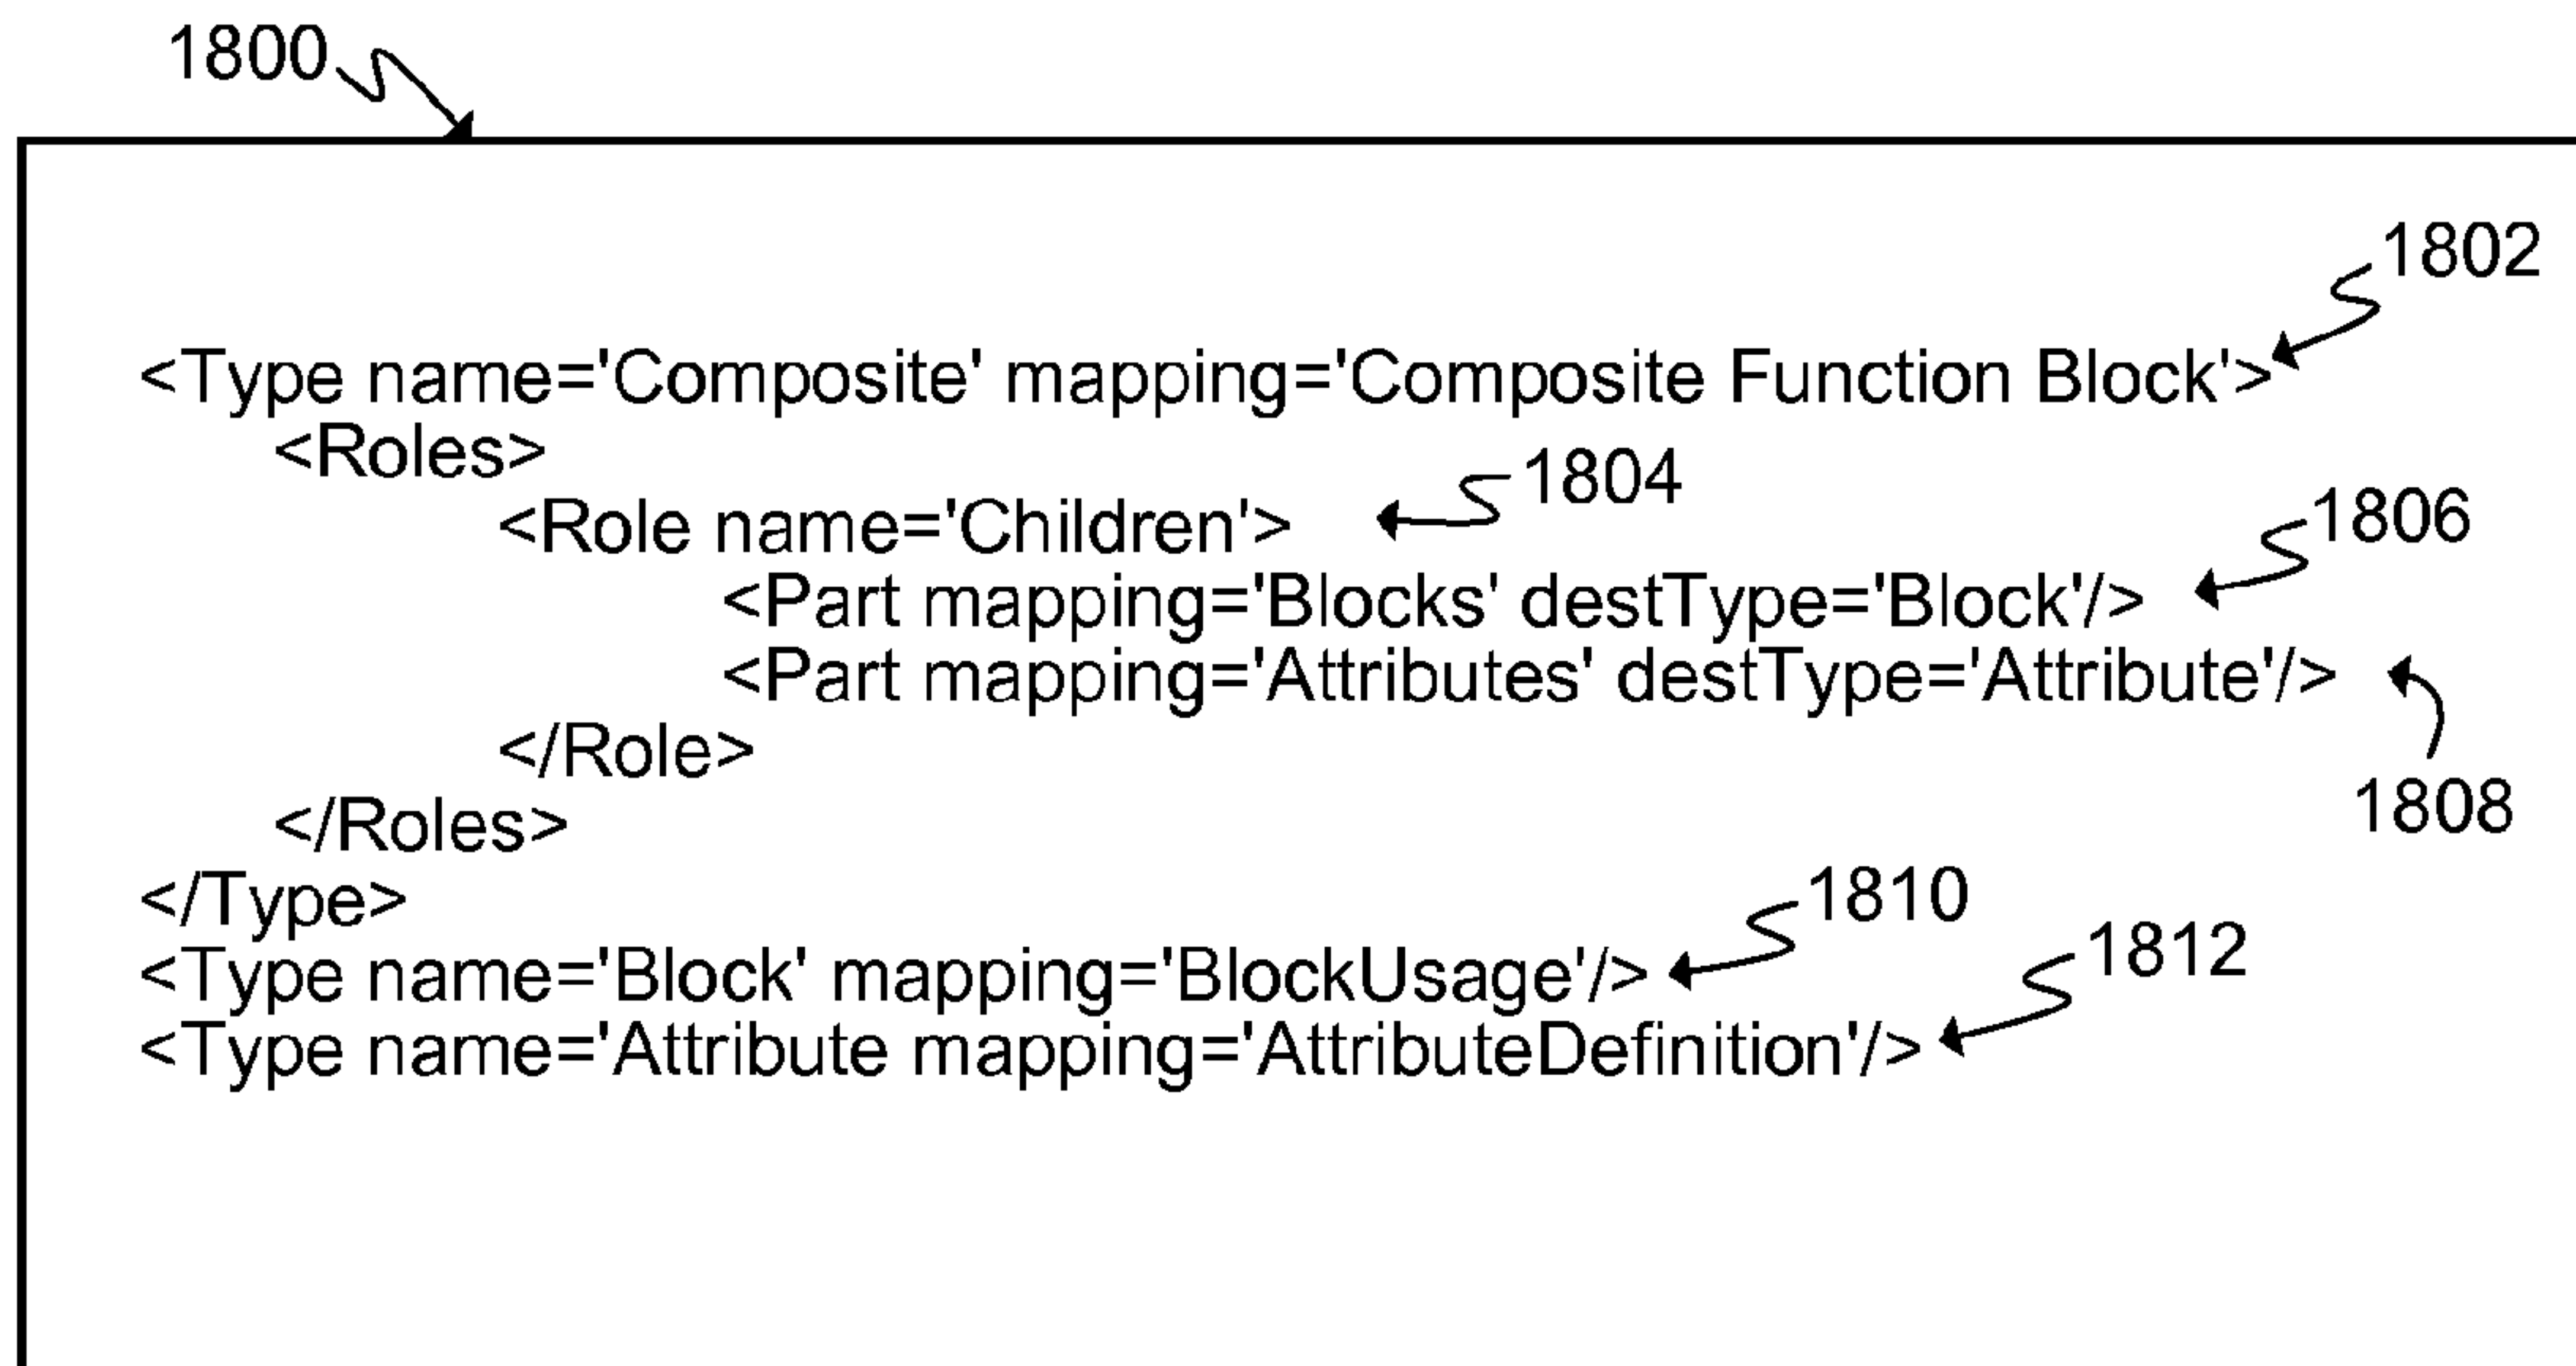 1800
1802
<Type name='Composite' mapping='Composite Function Block'>
<Roles>
1804
<Role name='Children'>
1806
<Part mapping='Blocks' destType='Block'/>
<Part mapping='Attributes' destType='Attribute'/>
</Role>
1808
</Roles>
</Type>
1810
<Type name='Block' mapping='BlockUsage'/>
1812
<Type name='Attribute mapping='AttributeDefinition'/>